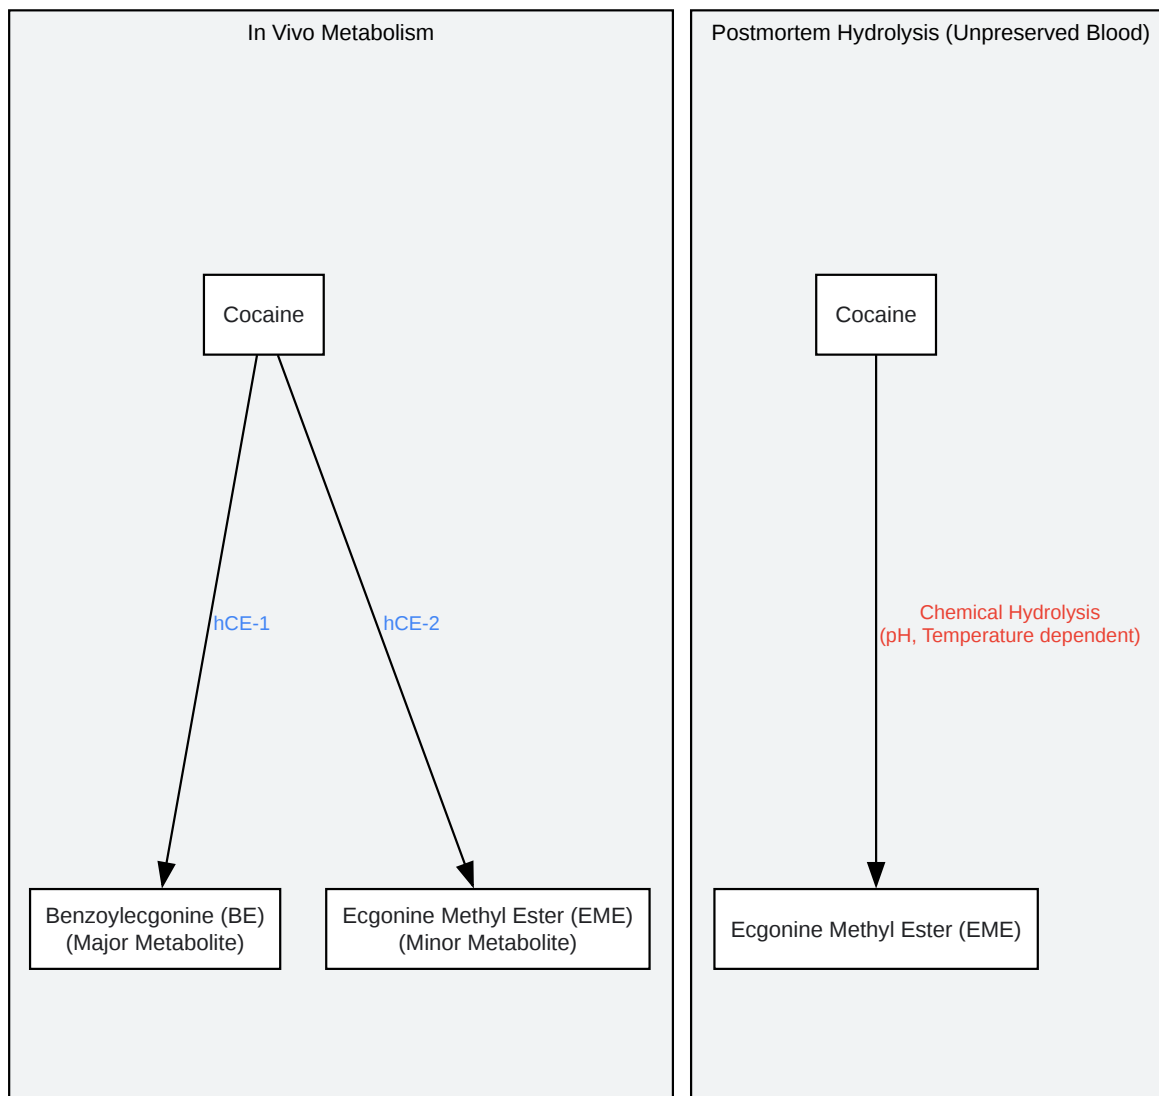 In Vivo Metabolism
Cocaine
hCE-1
hCE-2
Benzoylecgonine (BE)
(Major Metabolite)
Ecgonine Methyl Ester (EME)
(Minor Metabolite)
Postmortem Hydrolysis (Unpreserved Blood)
Cocaine
Chemical Hydrolysis
(pH, Temperature dependent)
Ecgonine Methyl Ester (EME)